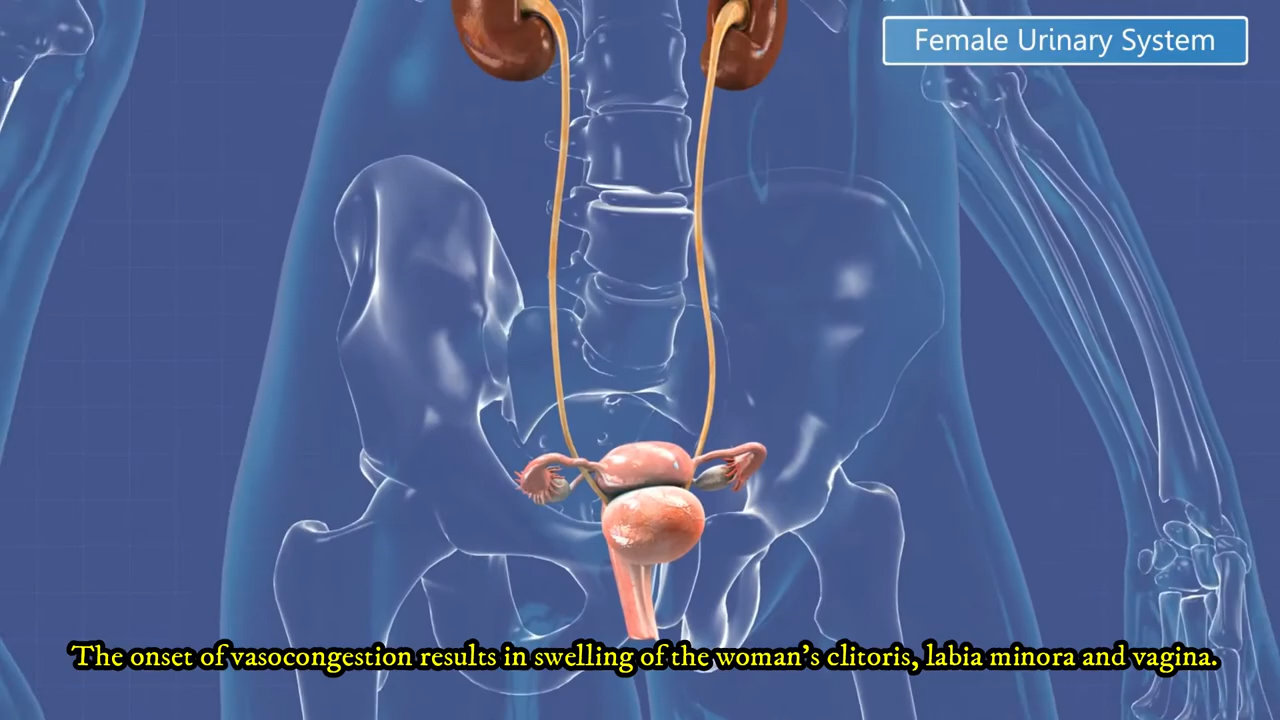 Female Urinary System
The onset of vasocongestion results in swelling of the woman's clitoris, labia minora and vagina.